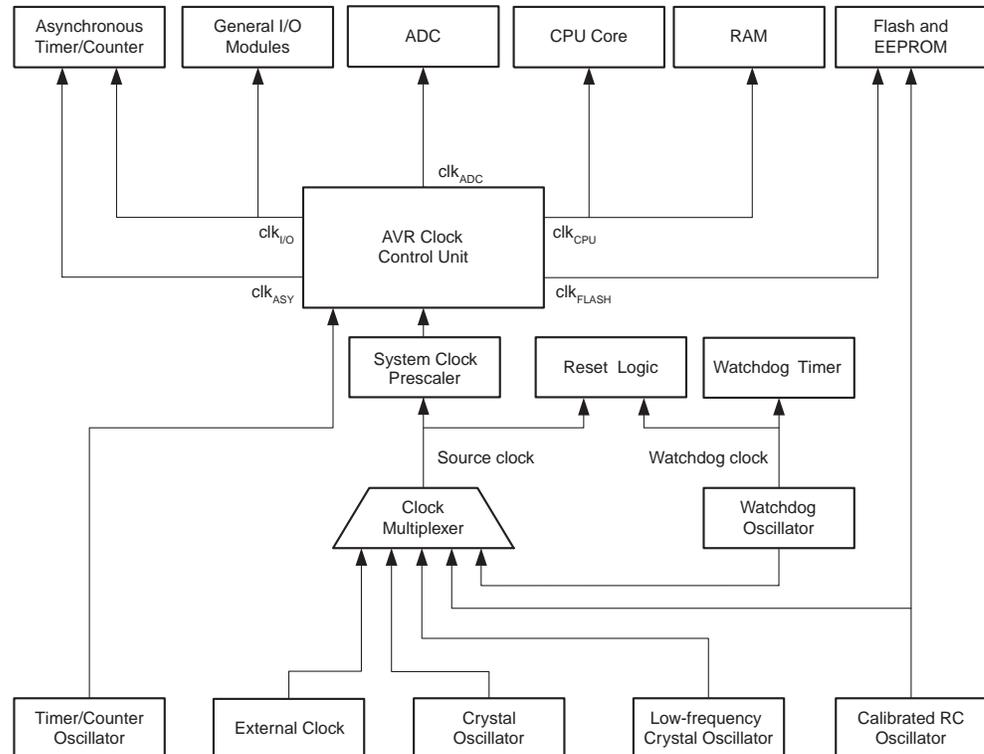 Asynchronous
Timer/Counter
General I/O
Modules
ADC
CPU Core
RAM
Flash and
EEPROM
clkADC
clkI/O
AVR Clock
Control Unit
clkCPU
clkASY
clkFLASH
System Clock
Prescaler
Reset Logic
Watchdog Timer
Source clock
Watchdog clock
Clock
Multiplexer
Watchdog
Oscillator
Timer/Counter
Oscillator
External Clock
Crystal
Oscillator
Low-frequency
Crystal Oscillator
Calibrated RC
Oscillator